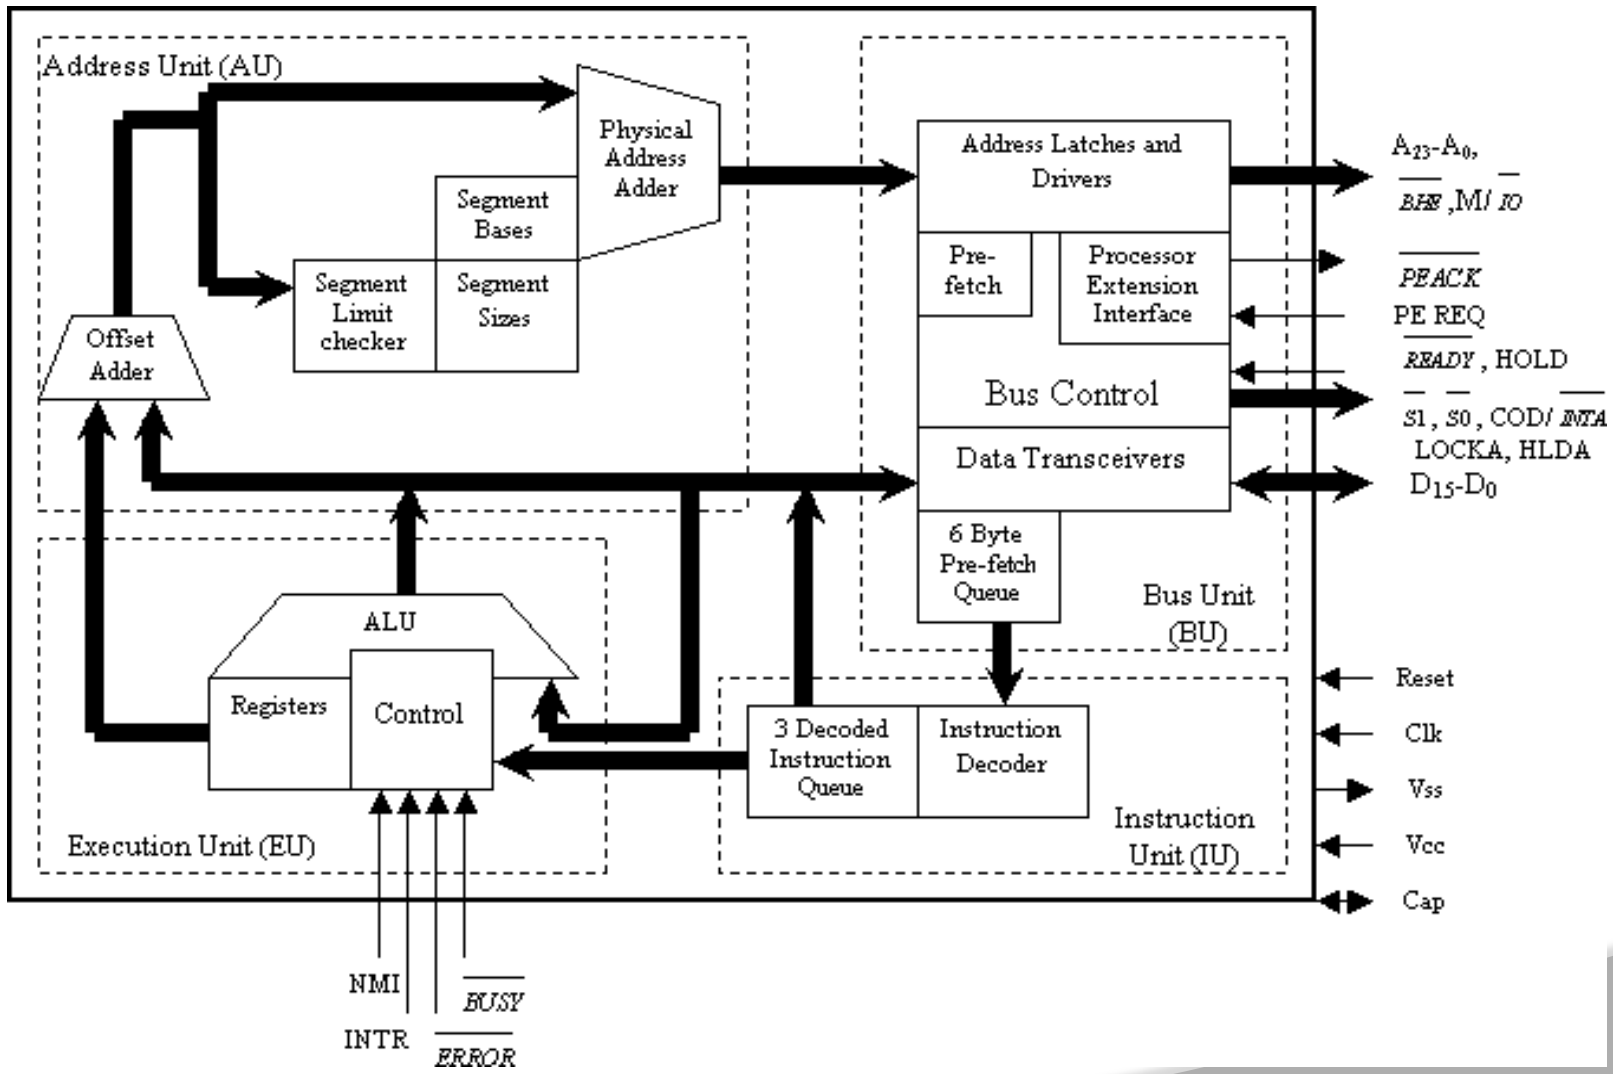 Address Unit (AU)
Physical
Address
Adder
Segment
Bases
Segment
Limit
checker
Segment
Sizes
Offset
Adder
Address Latches and
Drivers
Pre-
fetch
Processor
Extension
Interface
Bus Control
Data Transceivers
6 Byte
Pre-fetch
Queue
Bus Unit
(BU)
A23-A0,
BHE ,M/ IO
PEACK
PE REQ
READY , HOLD
S1, S0, COD/ INTA
LOCKA, HLDA
D15-D0
ALU
Registers
Control
Execution Unit (EU)
3 Decoded
Instruction
Queue
Instruction
Decoder
Instruction
Unit (IU)
Reset
Clk
Vss
Vcc
Cap
NMI
BUSY
INTR
ERROR